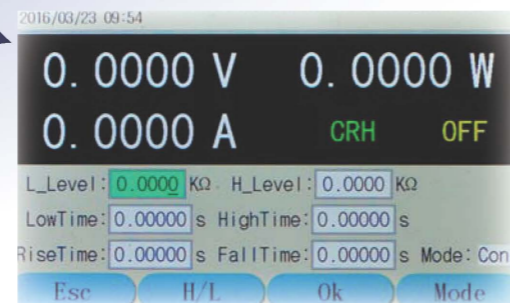 2016/03/23 09:54
0.0000 V 0.0000 W
0.0000 A CRH OFF
L_Level: 0.0000 KΩ H_Level: 0.0000 KΩ
LowTime: 0.00000 s HighTime: 0.00000 s
RiseTime: 0.00000 s FallTime: 0.00000 s Mode: Con
Esc H/L Ok Mode